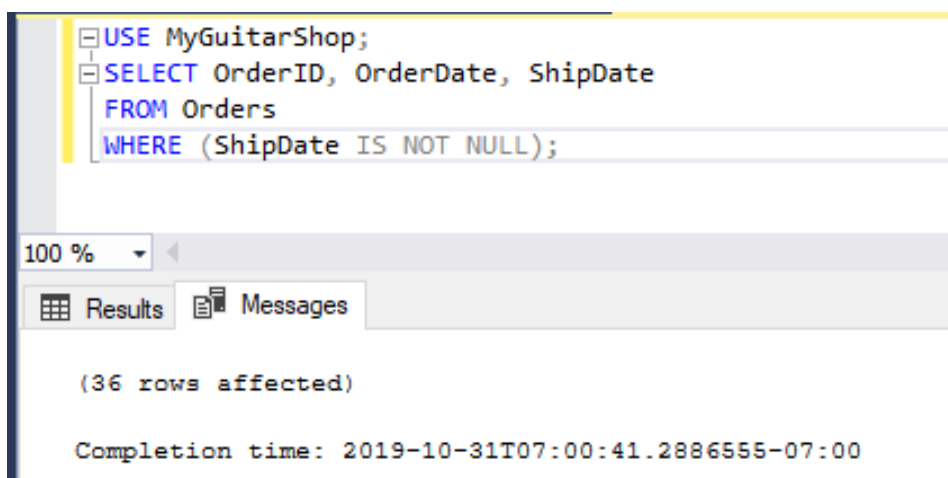 USE MyGuitarShop;
SELECT OrderID, OrderDate, ShipDate
FROM Orders
WHERE (ShipDate IS NOT NULL);
100 %
Results Messages
(36 rows affected)
Completion time: 2019-10-31T07:00:41.2886555-07:00